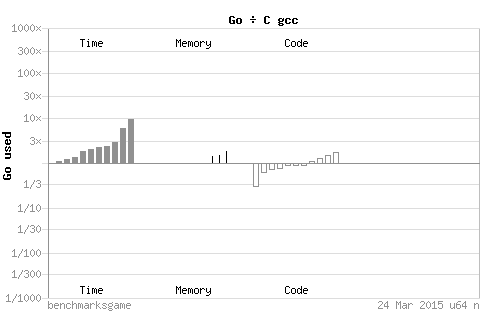 Go ÷ C gcc
1000×
Time Memory Code
300×
100×
30×
10×
3×
Go used
1/3
1/10
1/30
1/100
1/300
Time Memory Code
1/1000
benchmarksgame 24 Mar 2015 u64 n